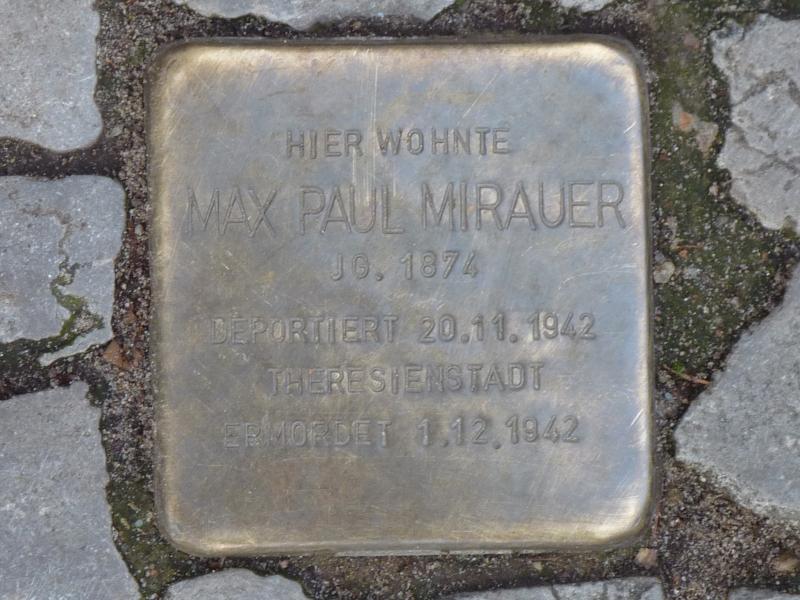 HIER WOHNTE
MAX PAUL MIRAUER
JG. 1874
DEPORTIERT 20.11.1942
THERESIENSTADT
ERMORDET 1.12.1942